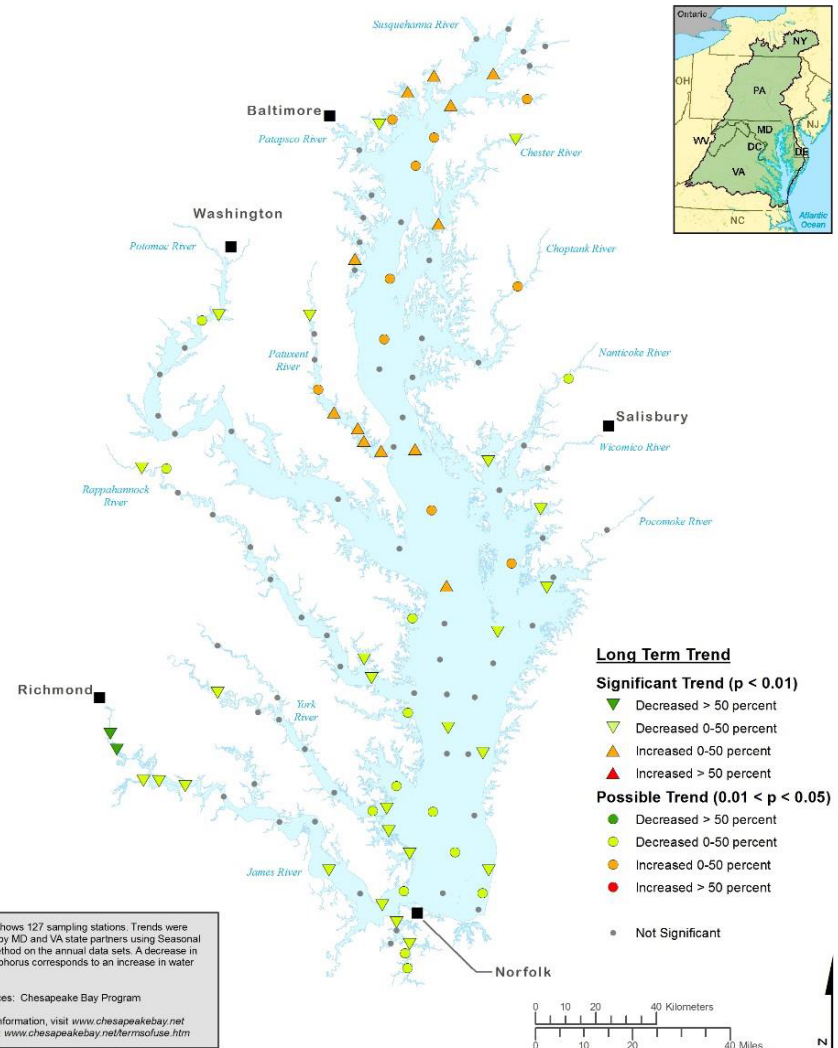 Susquehanna River
Ontario
NY
OH
PA
NJ
MD
WV
DC
DE
VA
NC
Atlantic
Ocean
Baltimore
Patapsco River
Chester River
Washington
Potomac River
Choptank River
Patuxent
River
Nanticoke River
Salisbury
Wicomico River
Rappahannock
River
Pocomoke River
Richmond
York
River
James River
Norfolk
Long Term Trend
Significant Trend (p < 0.01)
Decreased > 50 percent
Decreased 0-50 percent
Increased 0-50 percent
Increased > 50 percent
Possible Trend (0.01 < p < 0.05)
Decreased > 50 percent
Decreased 0-50 percent
Increased 0-50 percent
Increased > 50 percent
Not Significant
hows 127 sampling stations. Trends were
by MD and VA state partners using Seasonal
ethod on the annual data sets. A decrease in
phorus corresponds to an increase in water
ces: Chesapeake Bay Program
nformation, visit www.chesapeakebay.net
www.chesapeakebay.net/termsofuse.htm
0 10 20 40 Kilometers
0 10 20 40 Miles
N